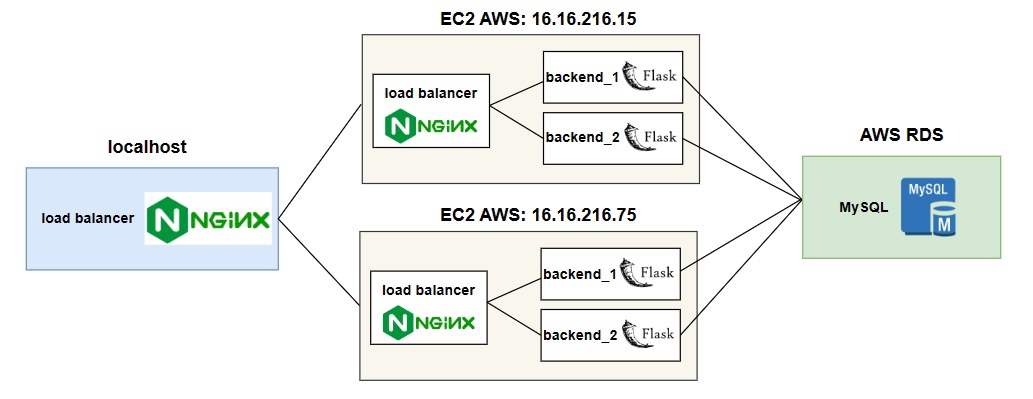 EC2 AWS: 16.16.216.15
load balancer
NGINX
backend_1 Flask
backend_2 Flask
localhost
load balancer NGINX
AWS RDS
MySQL
MySQL
M
EC2 AWS: 16.16.216.75
load balancer
NGINX
backend_1 Flask
backend_2 Flask